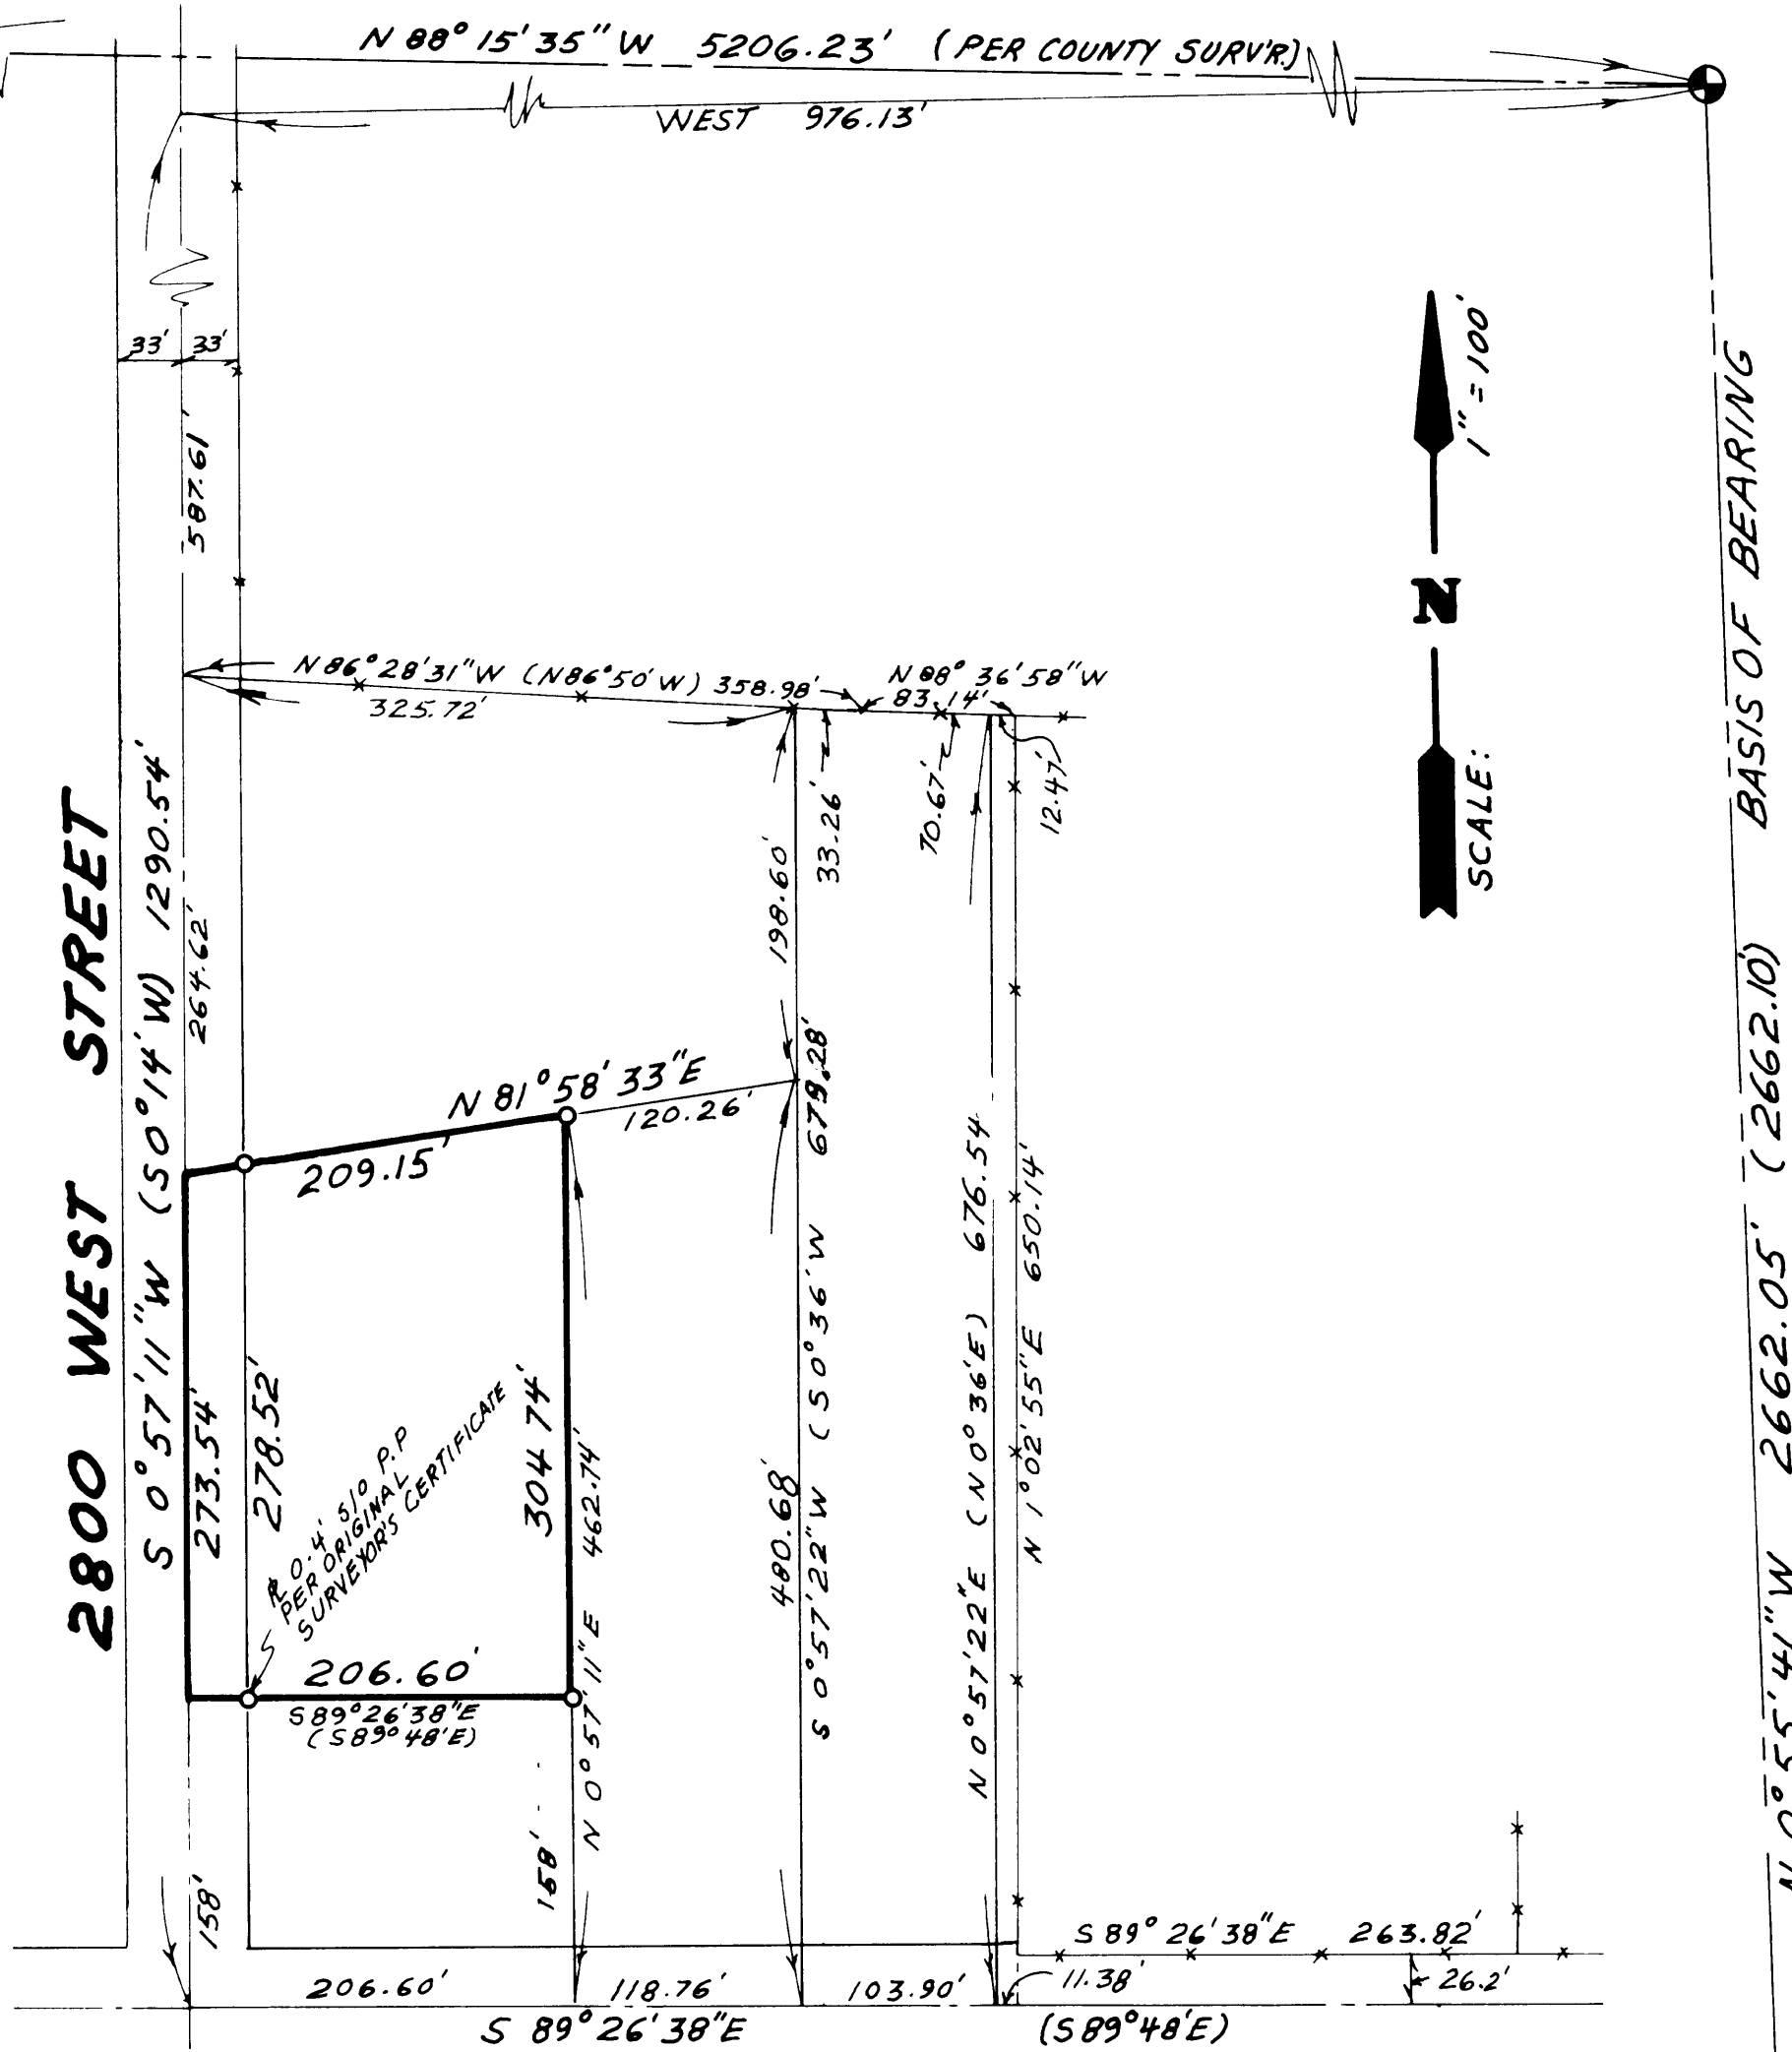 N 88° 15' 35" W 5206.23' (PER COUNTY SURV'R.)
WEST 976.13'
33' 33'
587.61'
1" = 100'
N
SCALE:
BASIS OF BEARING
N 0° 55' 41" W 2662.05' (2662.10)
N 86° 28' 31" W (N 86° 50' W) 358.98'
325.72'
N 88° 36' 58" W
83.14'
198.60'
33.26'
70.67'
12.47'
2800 WEST STREET
S 0° 57' 11" W (S 0° 14' W) 1290.54'
264.62'
N 81° 58' 33" E
120.26'
209.15'
273.54'
278.52'
304.74'
N 0° 57' 11" E 462.74'
480.68'
S 0° 57' 22" W (S 0° 36' W 679.28'
N 0° 57' 22" E (N 0° 36' E) 676.54
N 1° 02' 55" E 650.14'
℄ 0.4' S/O P.P
PER ORIGINAL
SURVEYOR'S CERTIFICATE
206.60'
S 89° 26' 38" E
(S 89° 48' E)
158'
158'
S 89° 26' 38" E 263.82'
206.60' 118.76' 103.90' 11.38' 26.2'
S 89° 26' 38" E (S 89° 48' E)